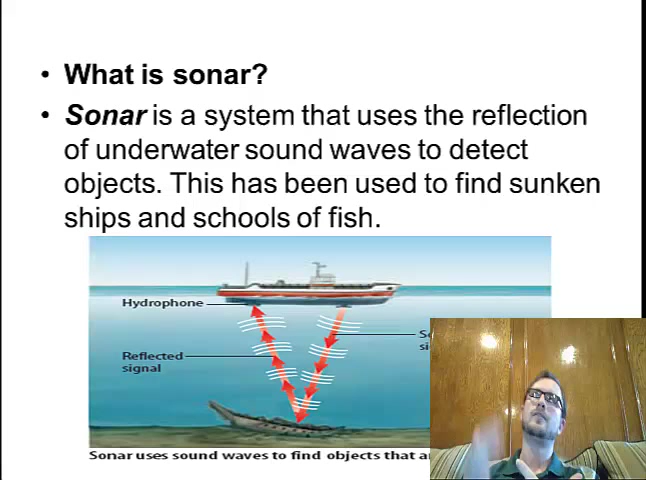 • What is sonar?
• Sonar is a system that uses the reflection
of underwater sound waves to detect
objects. This has been used to find sunken
ships and schools of fish.
Hydrophone
Reflected
signal
Sonar uses sound waves to find objects that